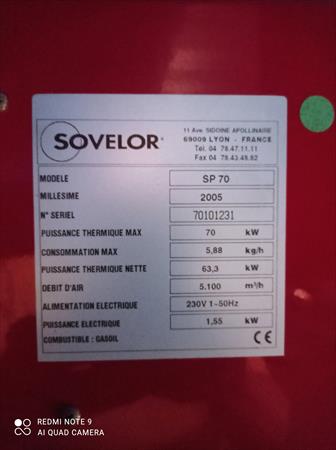 SOVELOR®
11 Ave. SIDOINE APOLLINAIRE
69009 LYON - FRANCE
Tél. 04 78.47.11.11
Fax 04 78.43.48.62
MODELE SP 70
MILLESIME 2005
N° SERIEL 70101231
PUISSANCE THERMIQUE MAX 70 kW
CONSOMMATION MAX 5,88 kg/h
PUISSANCE THERMIQUE NETTE 63,3 kW
DEBIT D'AIR 5.100 m³/h
ALIMENTATION ELECTRIQUE 230V 1~50Hz
PUISSANCE ELECTRIQUE 1,55 kW
COMBUSTIBLE : GASOIL CE
REDMI NOTE 9
AI QUAD CAMERA